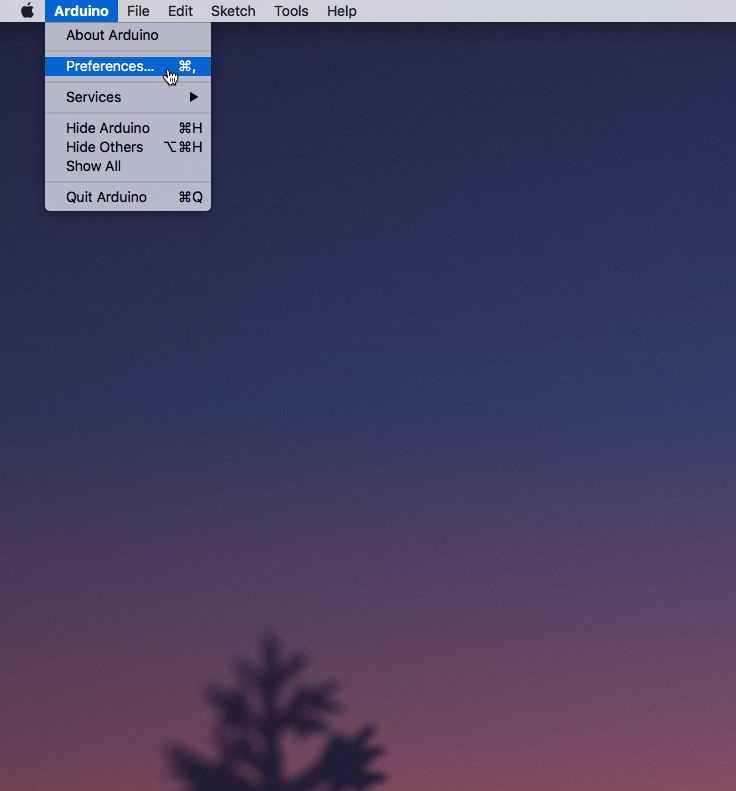 Arduino File Edit Sketch Tools Help
About Arduino
Preferences... ⌘,
Services ▶
Hide Arduino ⌘H
Hide Others ⌥⌘H
Show All
Quit Arduino ⌘Q